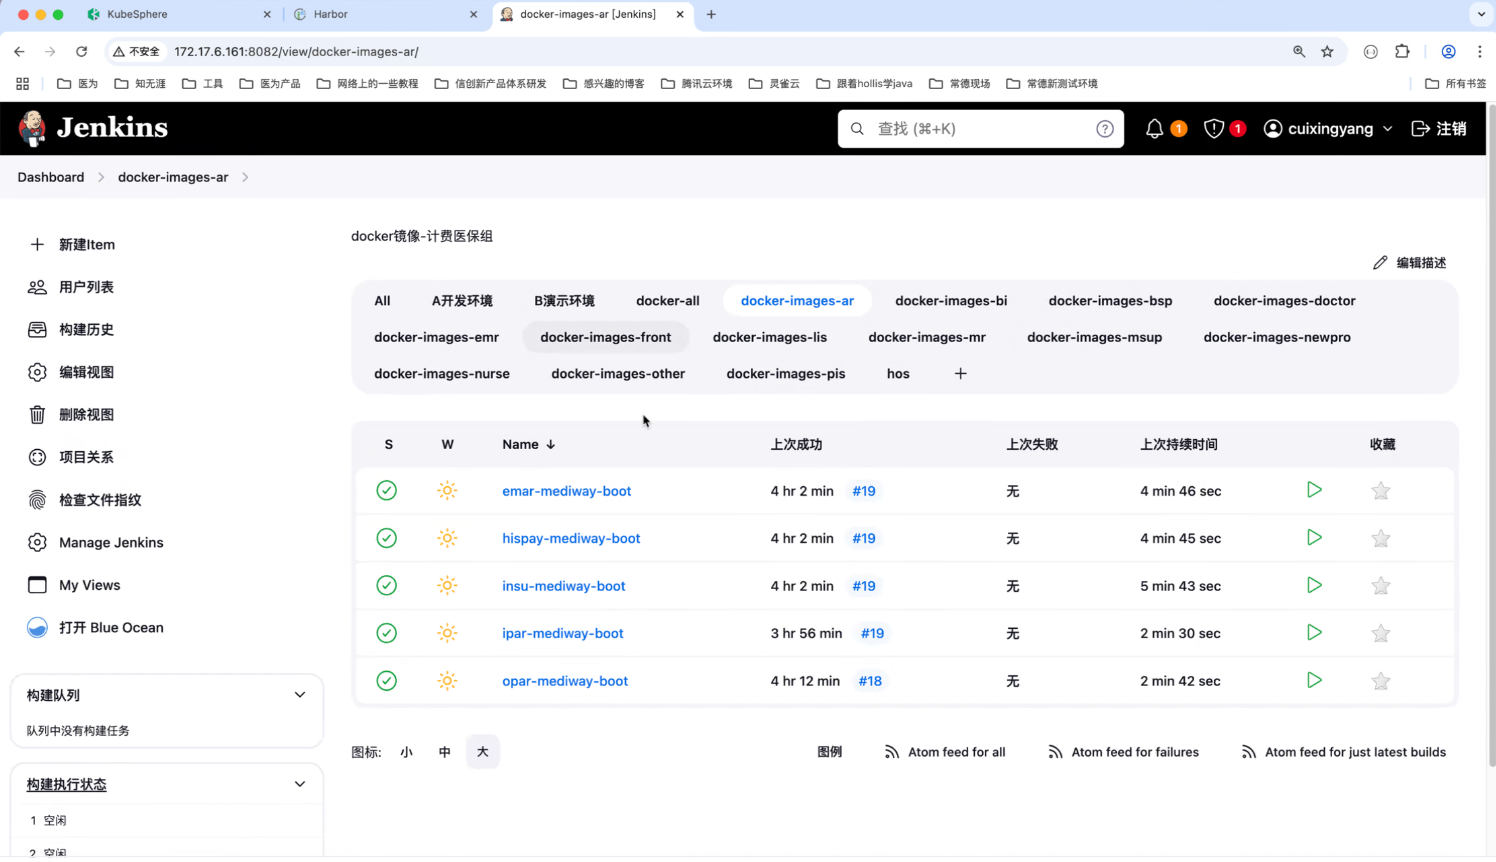 KubeSphere
Harbor
docker-images-ar [Jenkins]
不安全
172.17.6.161:8082/view/docker-images-ar/
医为
知无涯
工具
医为产品
网络上的一些教程
信创新产品体系研发
感兴趣的博客
腾讯云环境
灵雀云
跟着hollis学java
常德现场
常德新测试环境
所有书签
Jenkins
查找 (⌘+K)
1
1
cuixingyang
注销
Dashboard
docker-images-ar
新建Item
用户列表
构建历史
编辑视图
删除视图
项目关系
检查文件指纹
Manage Jenkins
My Views
打开 Blue Ocean
构建队列
队列中没有构建任务
构建执行状态
1 空闲
2 空闲
docker镜像-计费医保组
编辑描述
All A开发环境 B演示环境 docker-all docker-images-ar docker-images-bi docker-images-bsp docker-images-doctor
docker-images-emr docker-images-front docker-images-lis docker-images-mr docker-images-msup docker-images-newpro
docker-images-nurse docker-images-other docker-images-pis hos +
S W Name ↓ 上次成功 上次失败 上次持续时间 收藏
emar-mediway-boot 4 hr 2 min #19 无 4 min 46 sec
hispay-mediway-boot 4 hr 2 min #19 无 4 min 45 sec
insu-mediway-boot 4 hr 2 min #19 无 5 min 43 sec
ipar-mediway-boot 3 hr 56 min #19 无 2 min 30 sec
opar-mediway-boot 4 hr 12 min #18 无 2 min 42 sec
图标: 小 中 大
图例 Atom feed for all Atom feed for failures Atom feed for just latest builds